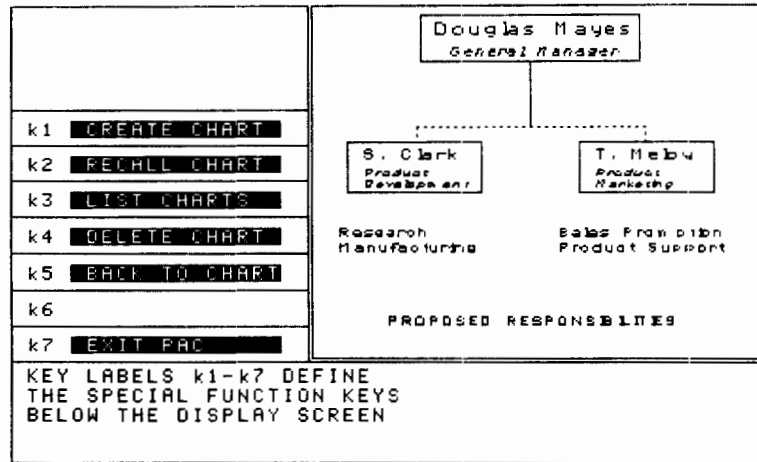 k1 CREATE CHART
k2 RECALL CHART
k3 LIST CHARTS
k4 DELETE CHART
k5 BACK TO CHART
k6
k7 EXIT PAC
Douglas Mayes
General Manager
S. Clark
Product
Development
T. Melby
Product
Marketing
Research
Manufacturing
Sales Promotion
Product Support
PROPOSED RESPONSIBILITIES
KEY LABELS k1-k7 DEFINE
THE SPECIAL FUNCTION KEYS
BELOW THE DISPLAY SCREEN